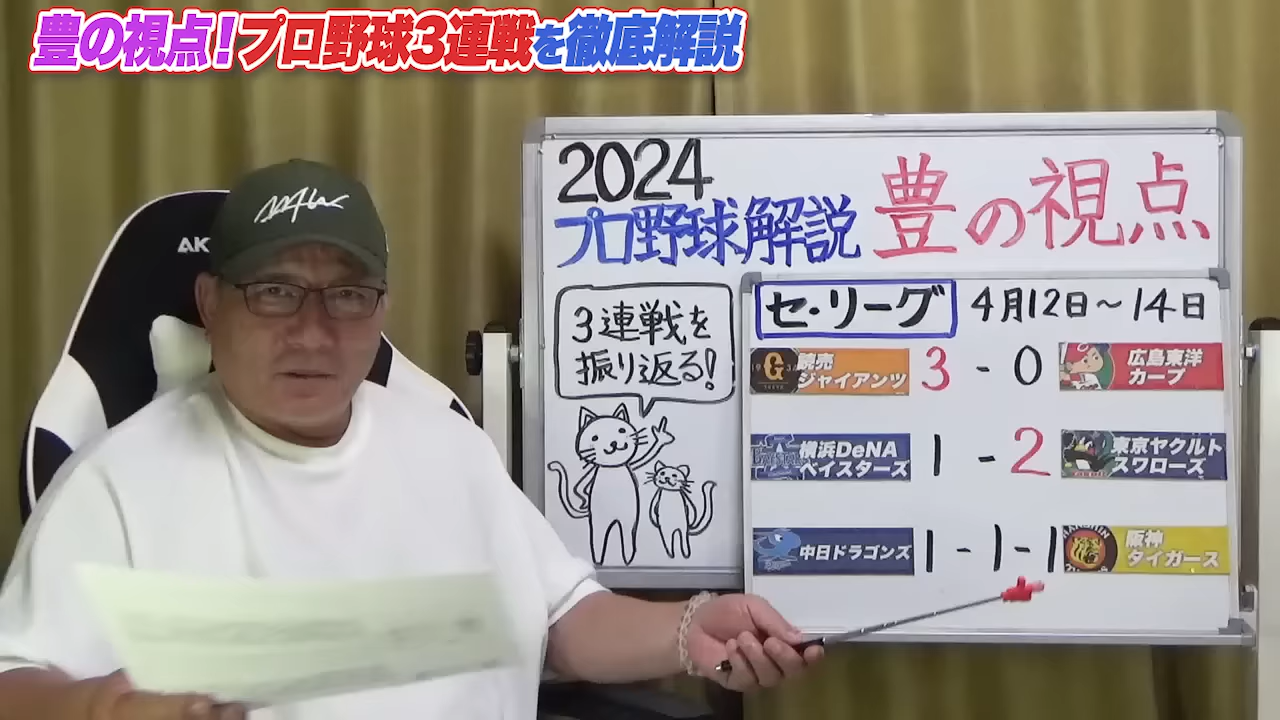 豊の視点！プロ野球３連戦を徹底解説
2024
プロ野球解説
豊の視点
3連戦を
振り返る！
セ・リーグ 4月12日～14日
読売
ジャイアンツ
3 - 0
広島東洋
カープ
横浜DeNA
ベイスターズ
1 - 2
東京ヤクルト
スワローズ
中日ドラゴンズ
1 - 1 - 1
阪神
タイガース
AK
G